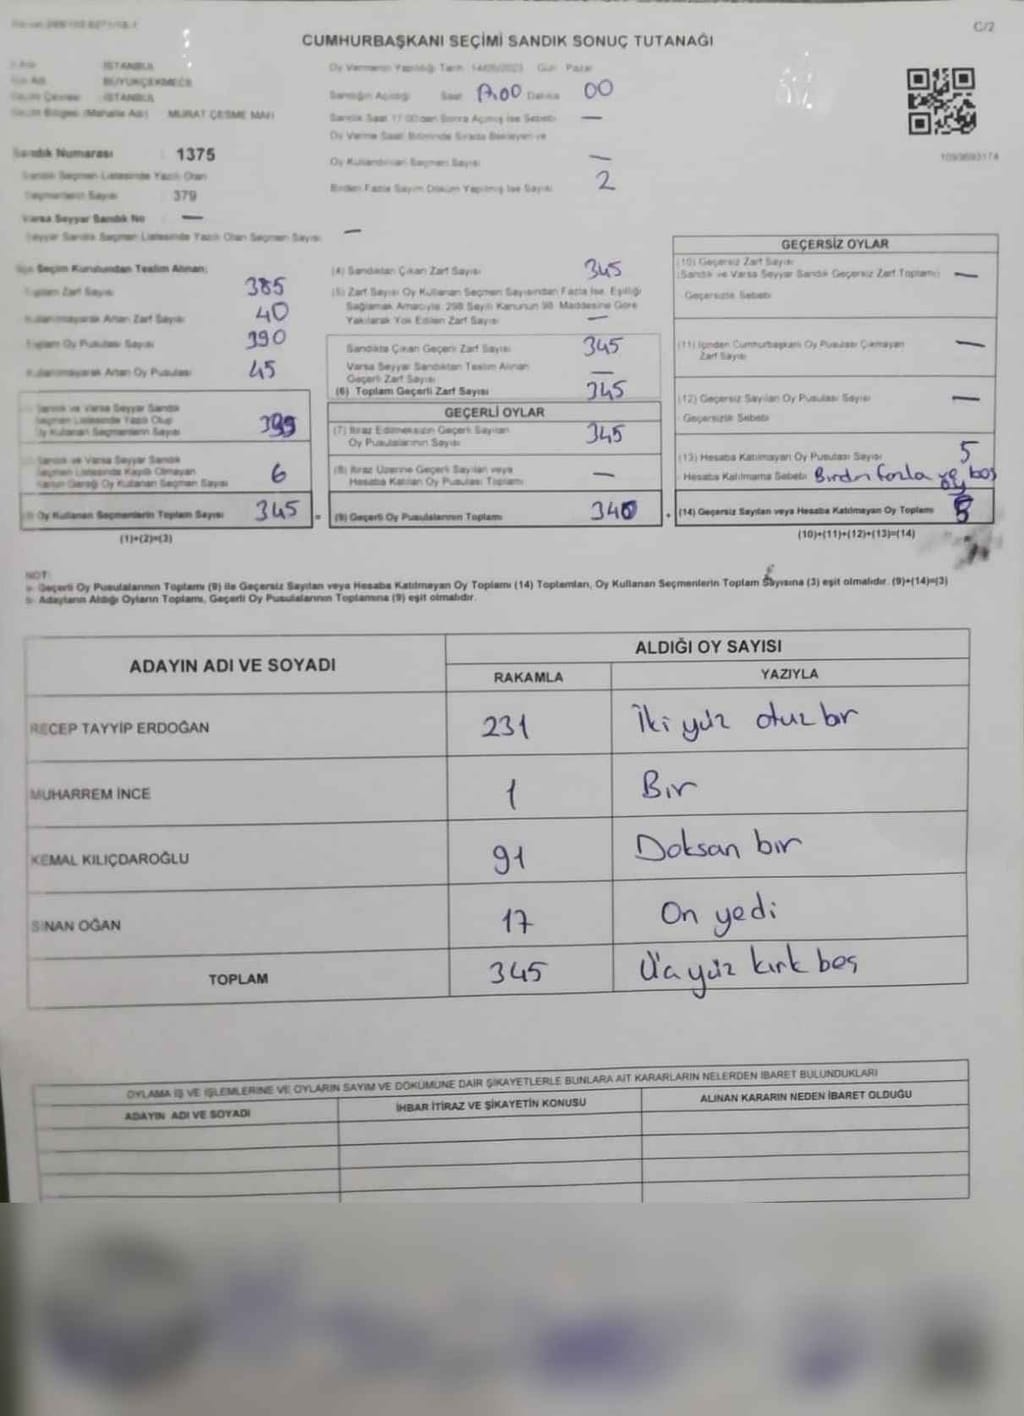 C/2
CUMHURBAŞKANI SEÇİMİ SANDIK SONUÇ TUTANAĞI
İSTANBUL
BÜYÜKÇEKMECE
İSTANBUL
Seçim Bölgesi (Mahalle Adı) MURAT ÇEŞME MAH
Sandık Numarası : 1375
Sandık Seçmen Listesinde Yazılı Olan
Seçmenlerin Sayısı 379
Varsa Seyyar Sandık No —
Seyyar Sandık Seçmen Listesinde Yazılı Olan Seçmen Sayısı —
Oy Vermenin Yapıldığı Tarih :14/05/2023 Gün : Pazar
Sandığın Açıldığı Saat 17.00 Dakika 00
Sandık Saat 17:00'den Sonra Açılmış İse Sebebi —
Oy Verme Saati Bitiminde Sırada Bekleyen ve
Oy Kullandırılan Seçmen Sayısı —
Birden Fazla Sayım Döküm Yapılmış İse Sayısı 2
1093693174
İlçe Seçim Kurulundan Teslim Alınan;
Toplam Zarf Sayısı 385
Kullanılmayarak Artan Zarf Sayısı 40
Toplam Oy Pusulası Sayısı 390
Kullanılmayarak Artan Oy Pusulası 45
Sandık ve Varsa Seyyar Sandık
Seçmen Listesinde Yazılı Olup
Oy Kullanan Seçmenlerin Sayısı
Sandık ve Varsa Seyyar Sandık
Seçmen Listesinde Kayıtlı Olmayan
Kanun Gereği Oy Kullanan Seçmen Sayısı 6
Oy Kullanan Seçmenlerin Toplam Sayısı 345 =
(1)+(2)=(3)
(4) Sandıktan Çıkan Zarf Sayısı 345
(5) Zarf Sayısı Oy Kullanan Seçmen Sayısından Fazla İse, Eşitliği
Sağlamak Amacıyla, 298 Sayılı Kanunun 98. Maddesine Göre
Yakılarak Yok Edilen Zarf Sayısı —
Sandıkta Çıkan Geçerli Zarf Sayısı 345
Varsa Seyyar Sandıktan Teslim Alınan
Geçerli Zarf Sayısı —
(6) Toplam Geçerli Zarf Sayısı 345
GEÇERLİ OYLAR
(7) İtiraz Edilmeksizin Geçerli Sayılan
Oy Pusulalarının Sayısı 345
(8) İtiraz Üzerine Geçerli Sayılan veya
Hesaba Katılan Oy Pusulası Toplamı —
(9) Geçerli Oy Pusulalarının Toplamı 340 +
GEÇERSİZ OYLAR
(10) Geçersiz Zarf Sayısı
(Sandık ve Varsa Seyyar Sandık Geçersiz Zarf Toplamı) —
Geçersizlik Sebebi
(11) İçinden Cumhurbaşkanı Oy Pusulası Çıkmayan
Zarf Sayısı —
(12) Geçersiz Sayılan Oy Pusulası Sayısı —
Geçersizlik Sebebi
(13) Hesaba Katılmayan Oy Pusulası Sayısı 5
Hesaba Katılmama Sebebi Birden fazla oy ve boş
(14) Geçersiz Sayılan veya Hesaba Katılmayan Oy Toplamı 5
(10)+(11)+(12)+(13)=(14)
NOT:
a- Geçerli Oy Pusulalarının Toplamı (9) ile Geçersiz Sayılan veya Hesaba Katılmayan Oy Toplamı (14) Toplamları, Oy Kullanan Seçmenlerin Toplam Sayısına (3) eşit olmalıdır. (9)+(14)=(3)
b- Adayların Aldığı Oyların Toplamı, Geçerli Oy Pusulalarının Toplamına (9) eşit olmalıdır.
ADAYIN ADI VE SOYADI
ALDIĞI OY SAYISI
RAKAMLA YAZIYLA
RECEP TAYYİP ERDOĞAN 231 İki yüz otuz bir
MUHARREM İNCE 1 Bir
KEMAL KILIÇDAROĞLU 91 Doksan bir
SİNAN OĞAN 17 On yedi
TOPLAM 345 Üç yüz kırk beş
OYLAMA İŞ VE İŞLEMLERİNE VE OYLARIN SAYIM VE DÖKÜMÜNE DAİR ŞİKAYETLERLE BUNLARA AİT KARARLARIN NELERDEN İBARET BULUNDUKLARI
ADAYIN ADI VE SOYADI İHBAR İTİRAZ VE ŞİKAYETİN KONUSU ALINAN KARARIN NEDEN İBARET OLDUĞU